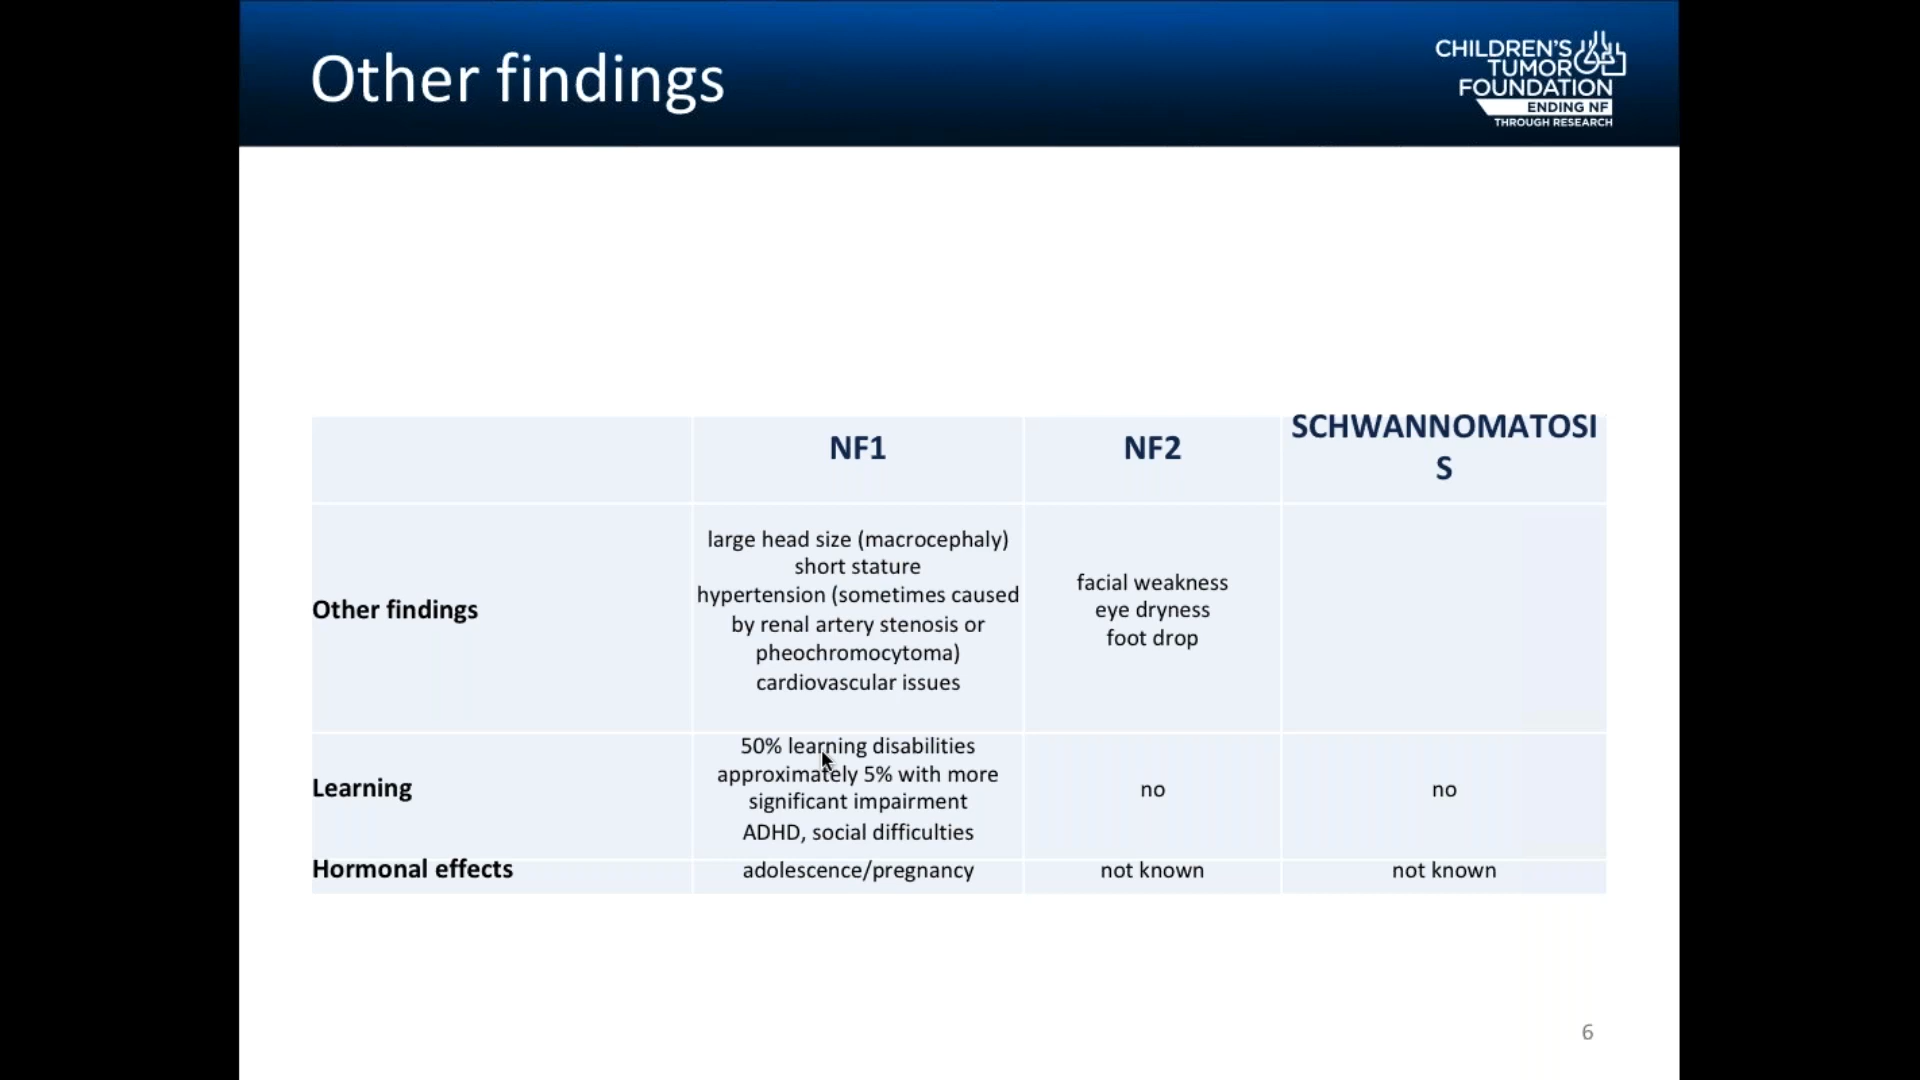 Other findings
CHILDREN'S
TUMOR
FOUNDATION
ENDING NF
THROUGH RESEARCH
NF1
NF2
SCHWANNOMATOSI
S
Other findings
large head size (macrocephaly)
short stature
hypertension (sometimes caused
by renal artery stenosis or
pheochromocytoma)
cardiovascular issues
facial weakness
eye dryness
foot drop
Learning
50% learning disabilities
approximately 5% with more
significant impairment
ADHD, social difficulties
no
no
Hormonal effects
adolescence/pregnancy
not known
not known
6